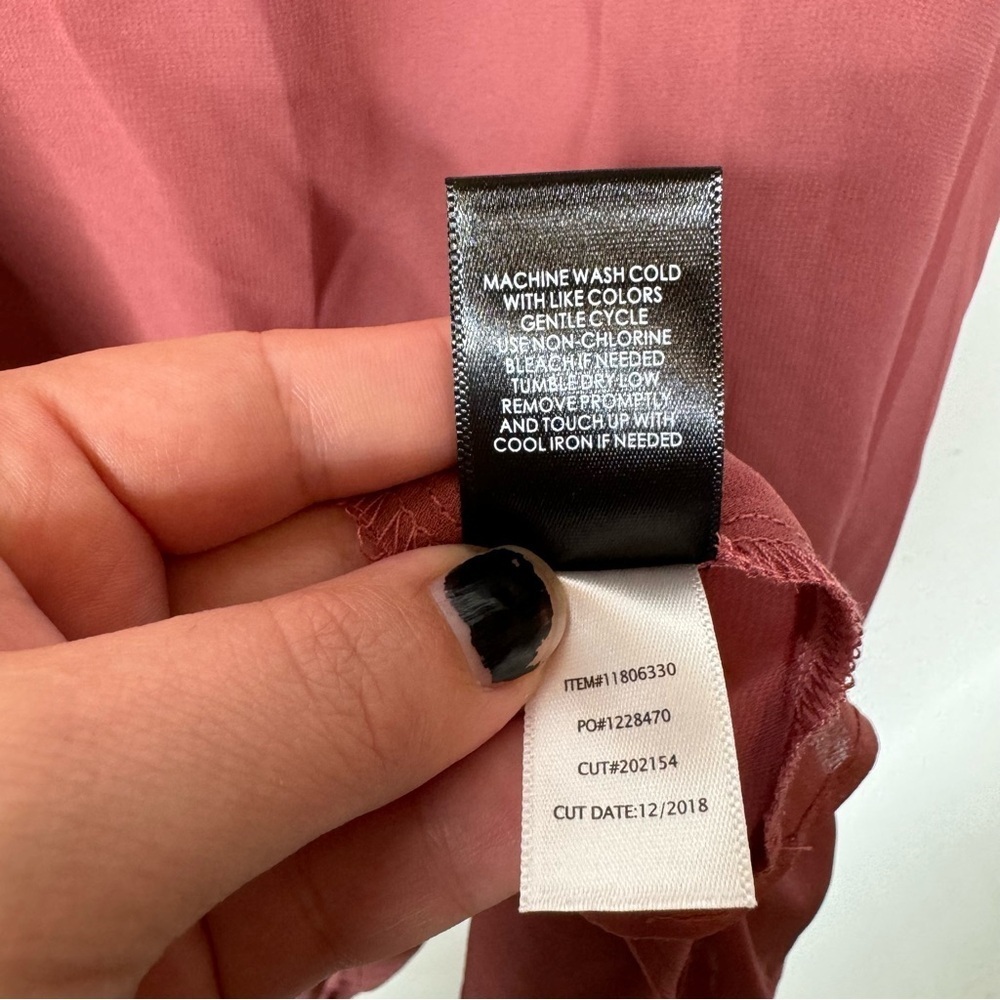 MACHINE WASH COLD
WITH LIKE COLORS
GENTLE CYCLE
USE NON-CHLORINE
BLEACH IF NEEDED
TUMBLE DRY LOW
REMOVE PROMPTLY
AND TOUCH UP WITH
COOL IRON IF NEEDED
ITEM#11806330
PO#1228470
CUT#202154
CUT DATE:12/2018